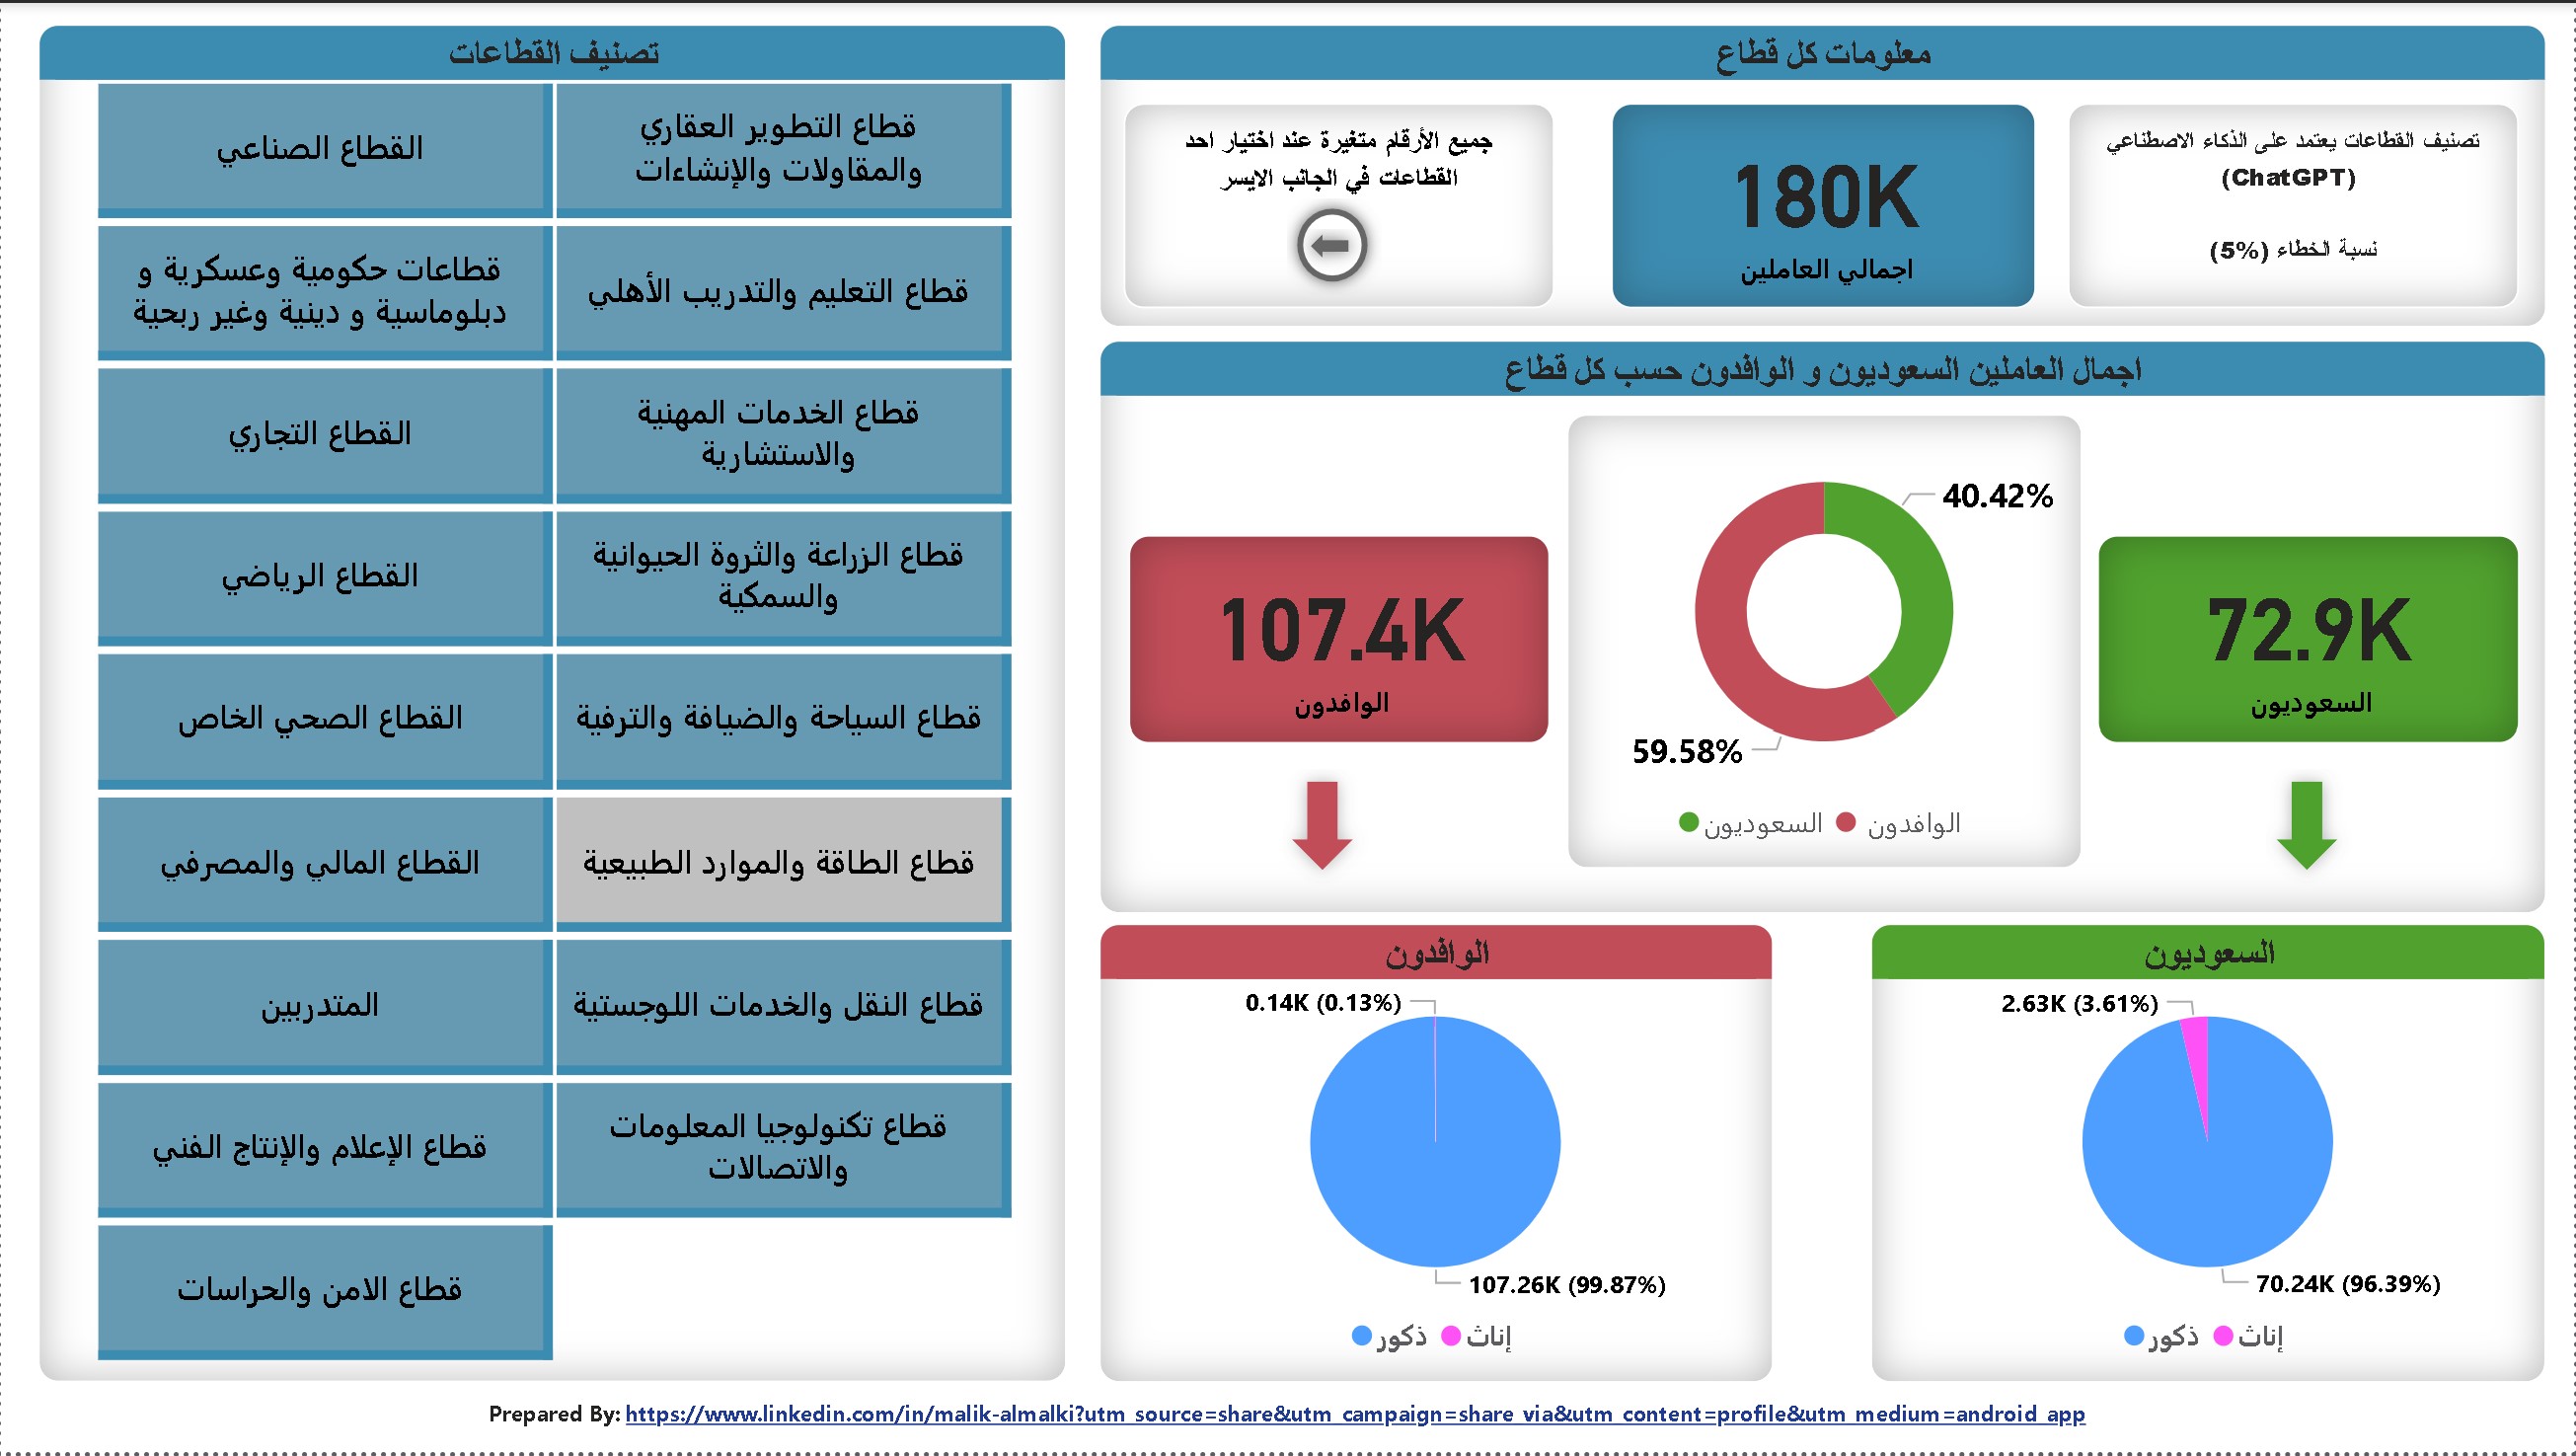 معلومات كل قطاع
تصنيف القطاعات يعتمد على الذكاء الاصطناعي
(ChatGPT)
نسبة الخطاء (5%)
180K
اجمالي العاملين
جميع الأرقام متغيرة عند اختيار احد
القطاعات في الجانب الايسر
اجمال العاملين السعوديون و الوافدون حسب كل قطاع
72.9K
السعوديون
40.42%
59.58%
السعوديون
الوافدون
107.4K
الوافدون
السعوديون
2.63K (3.61%)
70.24K (96.39%)
ذكور
إناث
الوافدون
0.14K (0.13%)
107.26K (99.87%)
ذكور
إناث
تصنيف القطاعات
قطاع التطوير العقاري
والمقاولات والإنشاءات
القطاع الصناعي
قطاع التعليم والتدريب الأهلي
قطاعات حكومية وعسكرية و
دبلوماسية و دينية وغير ربحية
قطاع الخدمات المهنية
والاستشارية
القطاع التجاري
قطاع الزراعة والثروة الحيوانية
والسمكية
القطاع الرياضي
قطاع السياحة والضيافة والترفية
القطاع الصحي الخاص
قطاع الطاقة والموارد الطبيعية
القطاع المالي والمصرفي
قطاع النقل والخدمات اللوجستية
المتدربين
قطاع تكنولوجيا المعلومات
والاتصالات
قطاع الإعلام والإنتاج الفني
قطاع الامن والحراسات
Prepared By: https://www.linkedin.com/in/malik-almalki?utm_source=share&utm_campaign=share_via&utm_content=profile&utm_medium=android_app